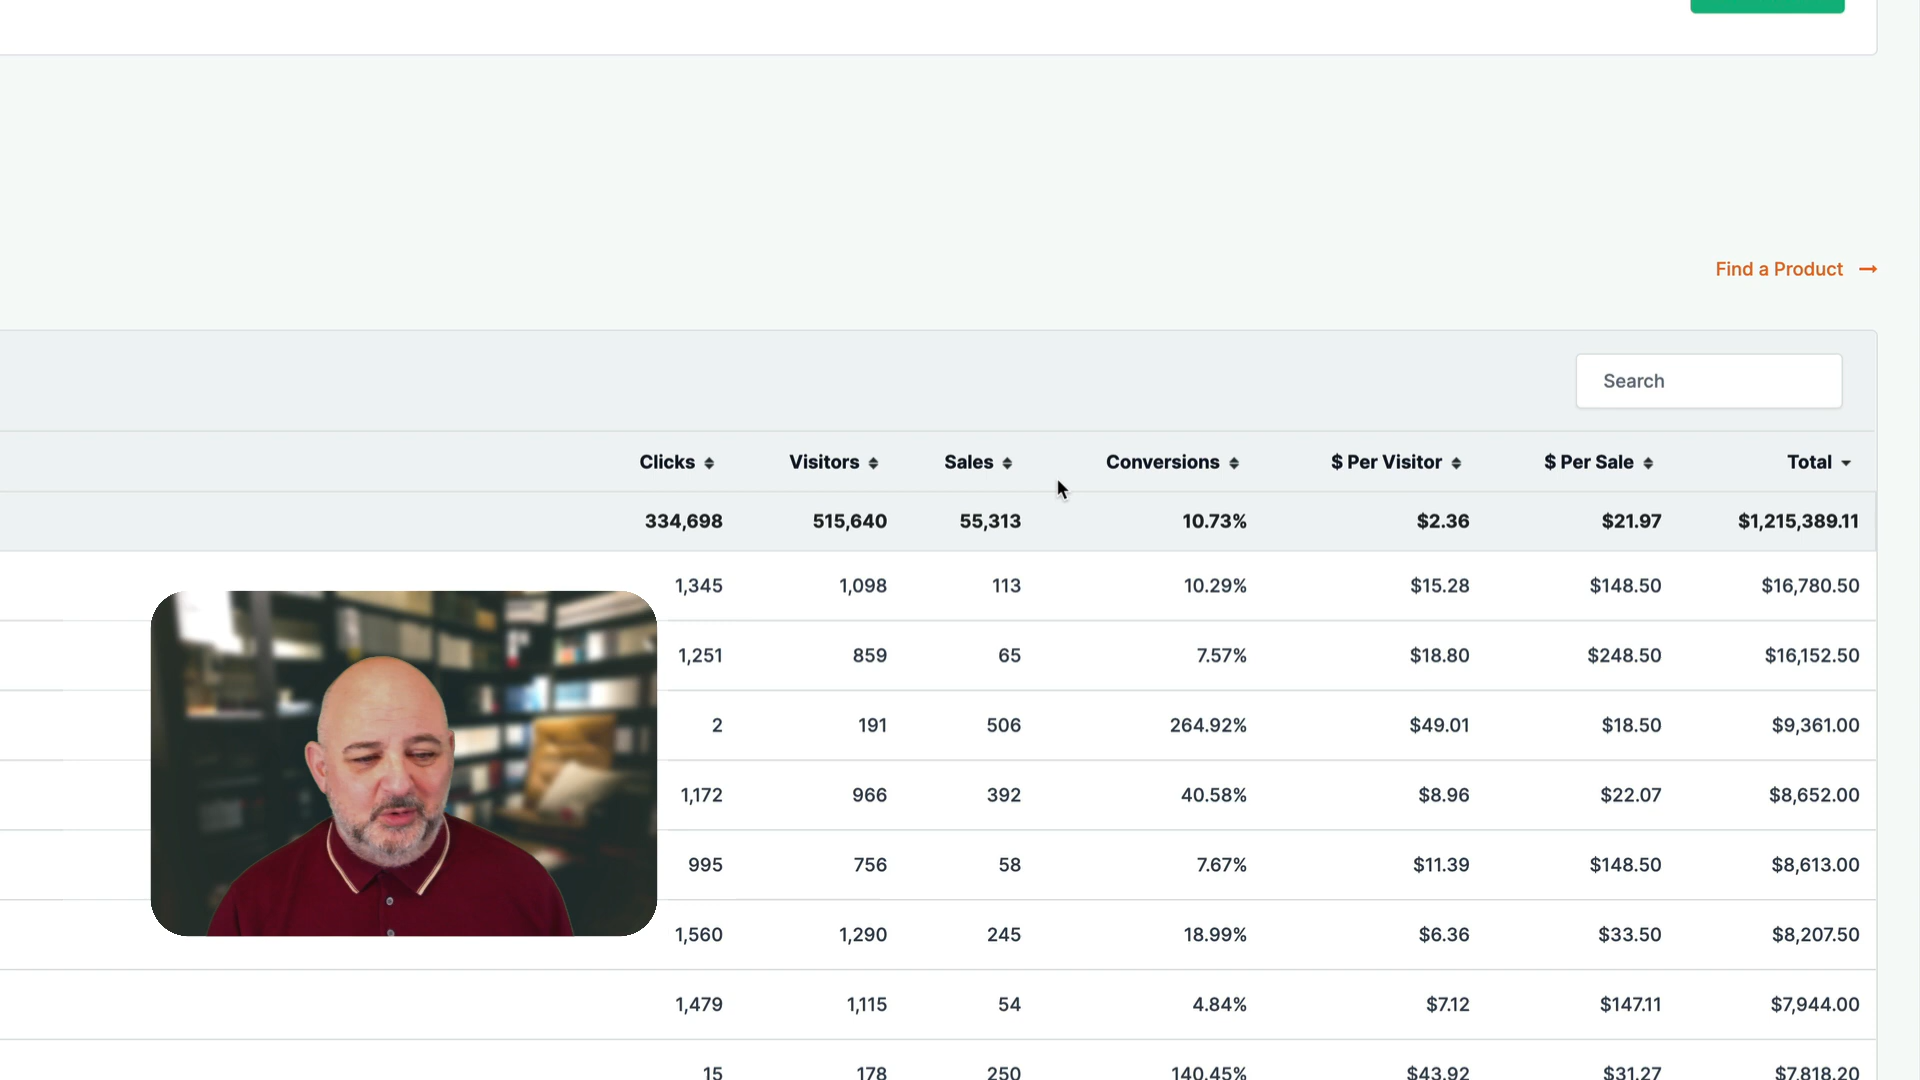 Find a Product →
Search
Clicks Visitors Sales Conversions $ Per Visitor $ Per Sale Total
334,698 515,640 55,313 10.73% $2.36 $21.97 $1,215,389.11
1,345 1,098 113 10.29% $15.28 $148.50 $16,780.50
1,251 859 65 7.57% $18.80 $248.50 $16,152.50
2 191 506 264.92% $49.01 $18.50 $9,361.00
1,172 966 392 40.58% $8.96 $22.07 $8,652.00
995 756 58 7.67% $11.39 $148.50 $8,613.00
1,560 1,290 245 18.99% $6.36 $33.50 $8,207.50
1,479 1,115 54 4.84% $7.12 $147.11 $7,944.00
15 178 250 140.45% $43.92 $31.27 $7,818.20